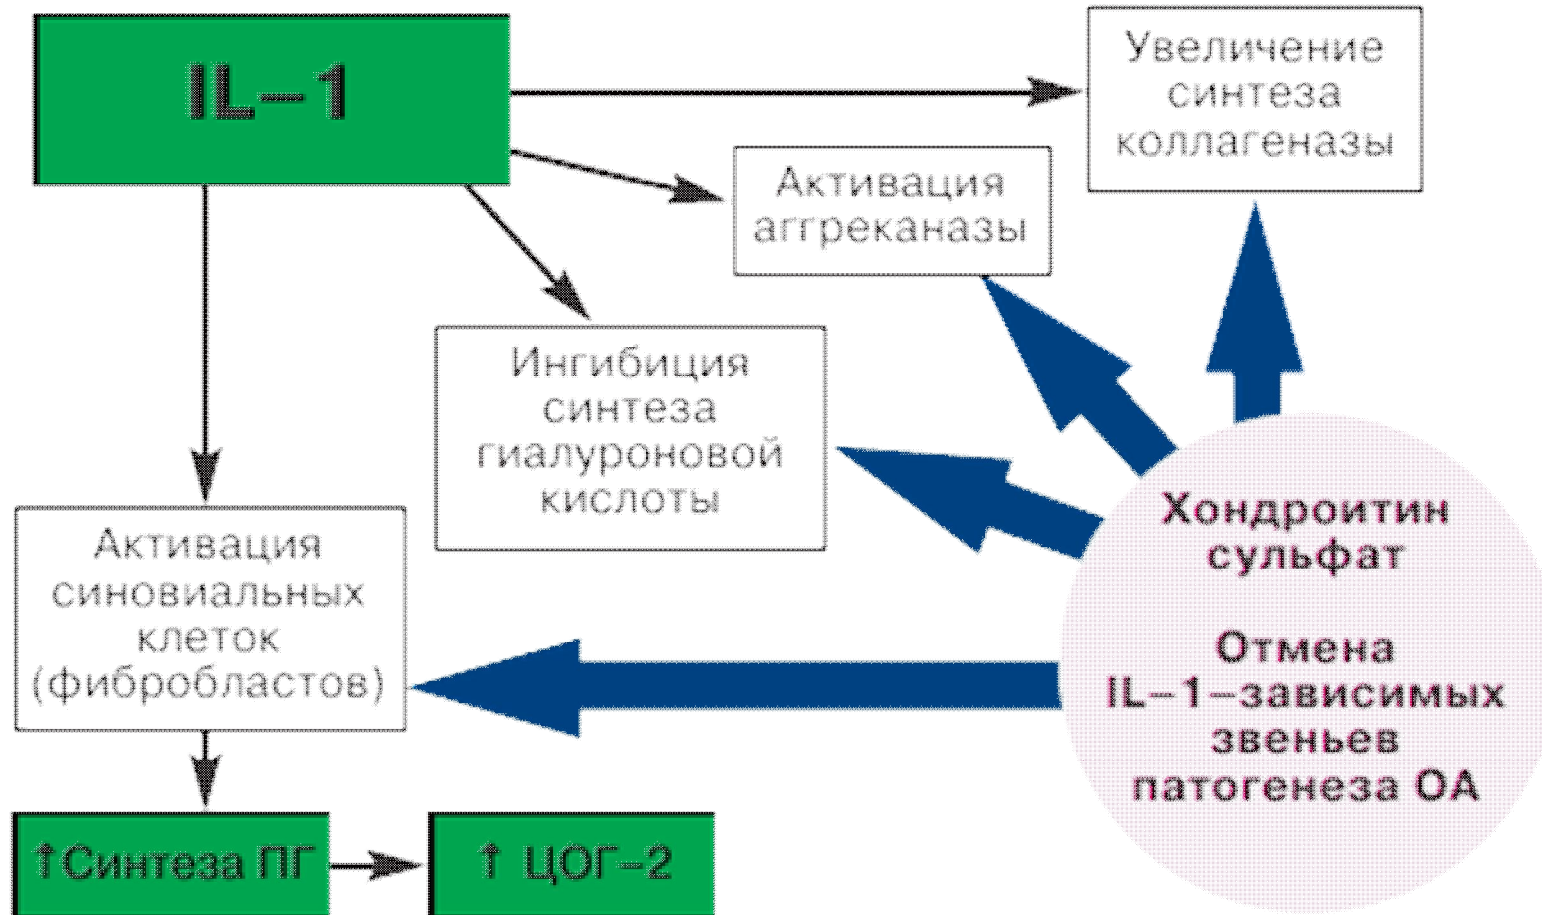 IL–1
Увеличение
синтеза
коллагеназы
Активация
аггреканазы
Ингибиция
синтеза
гиалуроновой
кислоты
Активация
синовиальных
клеток
(фибробластов)
Хондроитин
сульфат
Отмена
IL–1–зависимых
звеньев
патогенеза ОА
↑Синтеза ПГ
↑ ЦОГ–2